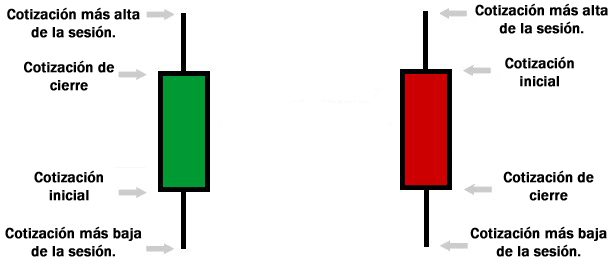 Cotización más alta
de la sesión.
Cotización de
cierre
Cotización
inicial
Cotización más baja
de la sesión.
Cotización más alta
de la sesión.
Cotización
inicial
Cotización de
cierre
Cotización más baja
de la sesión.